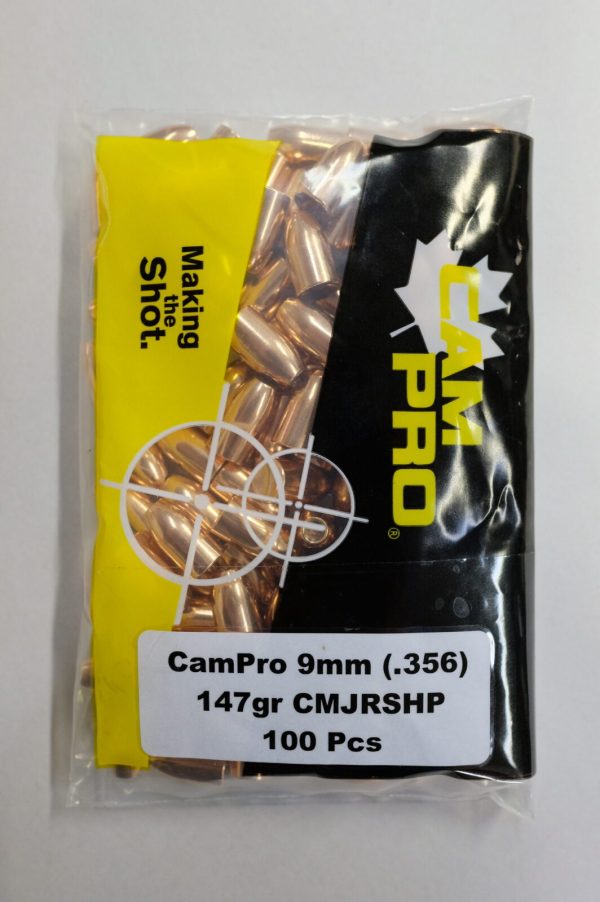 Making
the
Shot.
CAM
PRO®
CamPro 9mm (.356)
147gr CMJRSHP
100 Pcs